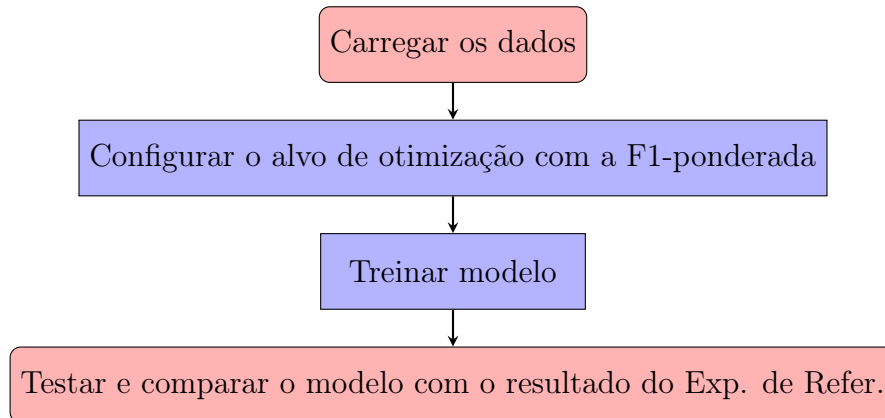 Carregar os dados
Configurar o alvo de otimização com a F1-ponderada
Treinar modelo
Testar e comparar o modelo com o resultado do Exp. de Refer.